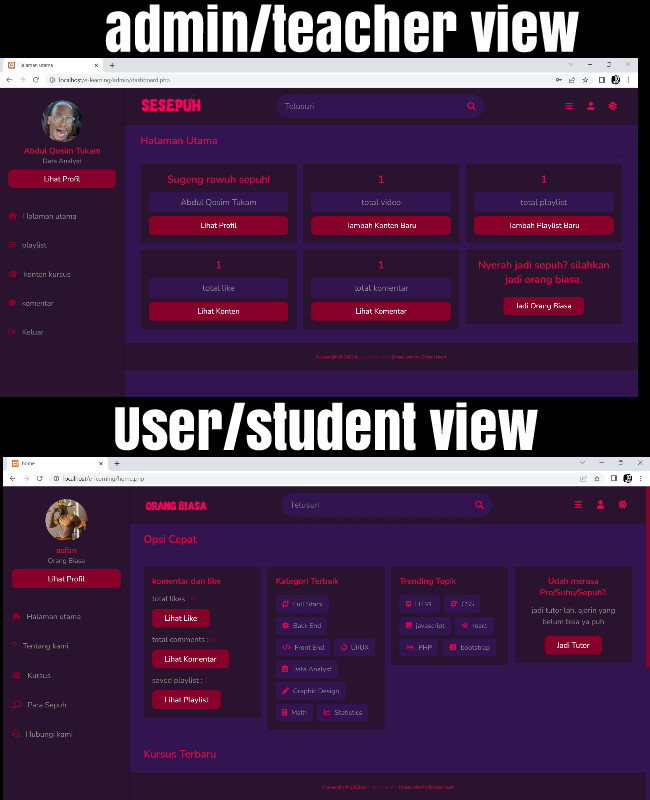 admin/teacher view
Halaman utama
localhost/e-learning/admin/dashboard.php
SESEPUH
Telusuri
Abdul Qosim Tukam
Data Analyst
Lihat Profil
Halaman utama
playlist
konten kursus
komentar
Keluar
Halaman Utama
Sugeng rawuh sepuh!
Abdul Qosim Tukam
Lihat Profil
1
total video
Tambah Konten Baru
1
total playlist
Tambah Playlist Baru
1
total like
Lihat Konten
1
total komentar
Lihat Komentar
Nyerah jadi sepuh? silahkan
jadi orang biasa.
Jadi Orang Biasa
User/student view
home
localhost/e-learning/home.php
ORANG BIASA
Telusuri
asfan
Orang Biasa
Lihat Profil
Halaman utama
Tentang kami
Kursus
Para Sepuh
Hubungi kami
Opsi Cepat
komentar dan like
total likes : 0
Lihat Like
total comments : 0
Lihat Komentar
saved playlist : 0
Lihat Playlist
Kategori Terbaik
Full Stack
Back End
Front End
UI/UX
Data Analyst
Graphic Design
Math
Statistics
Trending Topik
HTML
CSS
javascript
react
PHP
bootstrap
Udah merasa
Pro/Suhu/Sepuh?
jadi tutor lah, ajarin yang
belum bisa ya puh
Jadi Tutor
Kursus Terbaru